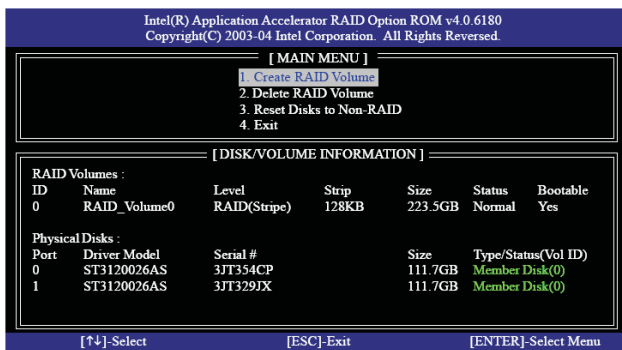 Intel(R) Application Accelerator RAID Option ROM v4.0.6180
Copyright(C) 2003-04 Intel Corporation. All Rights Reversed.
[ MAIN MENU ]
1. Create RAID Volume
2. Delete RAID Volume
3. Reset Disks to Non-RAID
4. Exit
[ DISK/VOLUME INFORMATION ]
RAID Volumes :
ID Name Level Strip Size Status Bootable
0 RAID_Volume0 RAID(Stripe) 128KB 223.5GB Normal Yes
Physical Disks :
Port Driver Model Serial # Size Type/Status(Vol ID)
0 ST3120026AS 3JT354CP 111.7GB Member Disk(0)
1 ST3120026AS 3JT329JX 111.7GB Member Disk(0)
[↑↓]-Select [ESC]-Exit [ENTER]-Select Menu